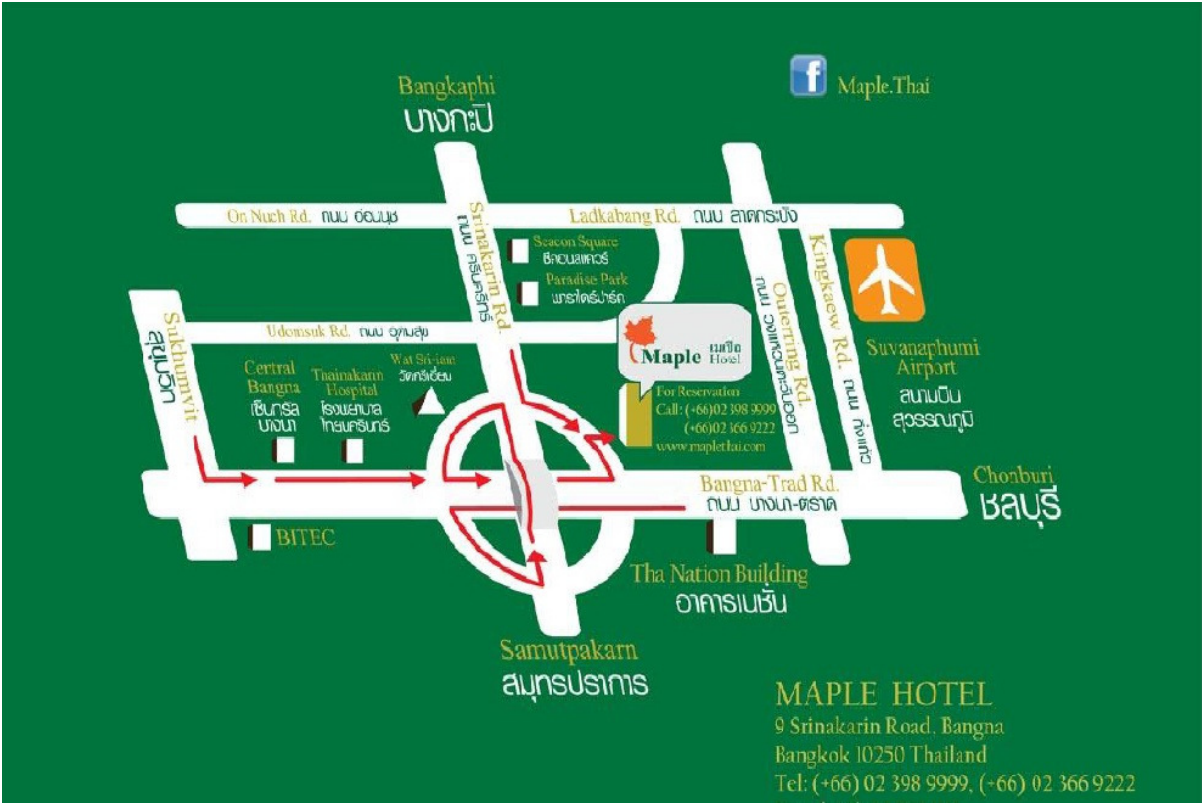 Maple.Thai
Bangkaphi
บางกะปิ
On Nuch Rd. ถนน อ่อนนุช
Ladkabang Rd. ถนน ลาดกระบัง
Srinakarin Rd.
ถนน ศรีนครินทร์
Seacon Square
ซีคอนสแควร์
Paradise Park
พาราไดร์ปาร์ก
Kingkaew Rd. ถนน กิ่งแก้ว
Outerring Rd.
Sukhumvit
สุขุมวิท
Udomsuk Rd. ถนน อุดมสุข
Maple เมเปิล
Hotel
Suvanaphumi
Airport
สนามบิน
สุวรรณภูมิ
Central
Bangna
เซ็นทรัล
บางนา
Thainakarin
Hospital
โรงพยาบาล
ไทยนครินทร์
Wat Sri-iam
วัดศรีเอี่ยม
For Reservation
Call: (+66)02 398 9999
(+66)02 366 9222
www.maplethai.com
Bangna-Trad Rd.
ถนน บางนา-ตราด
Chonburi
ชลบุรี
BITEC
Tha Nation Building
อาคารเนชั่น
Samutpakarn
สมุทรปราการ
MAPLE HOTEL
9 Srinakarin Road, Bangna
Bangkok 10250 Thailand
Tel: (+66) 02 398 9999, (+66) 02 366 9222